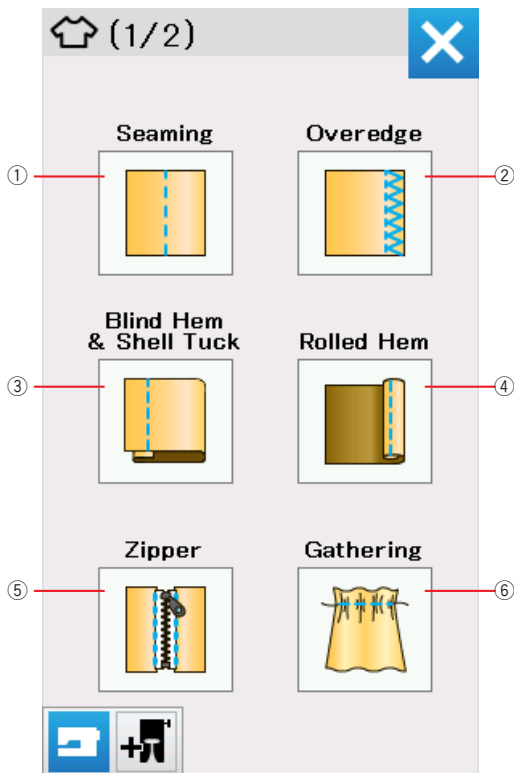 (1/2)
Seaming
Overedge
① ②
Blind Hem
& Shell Tuck
Rolled Hem
③ ④
Zipper
Gathering
⑤ ⑥